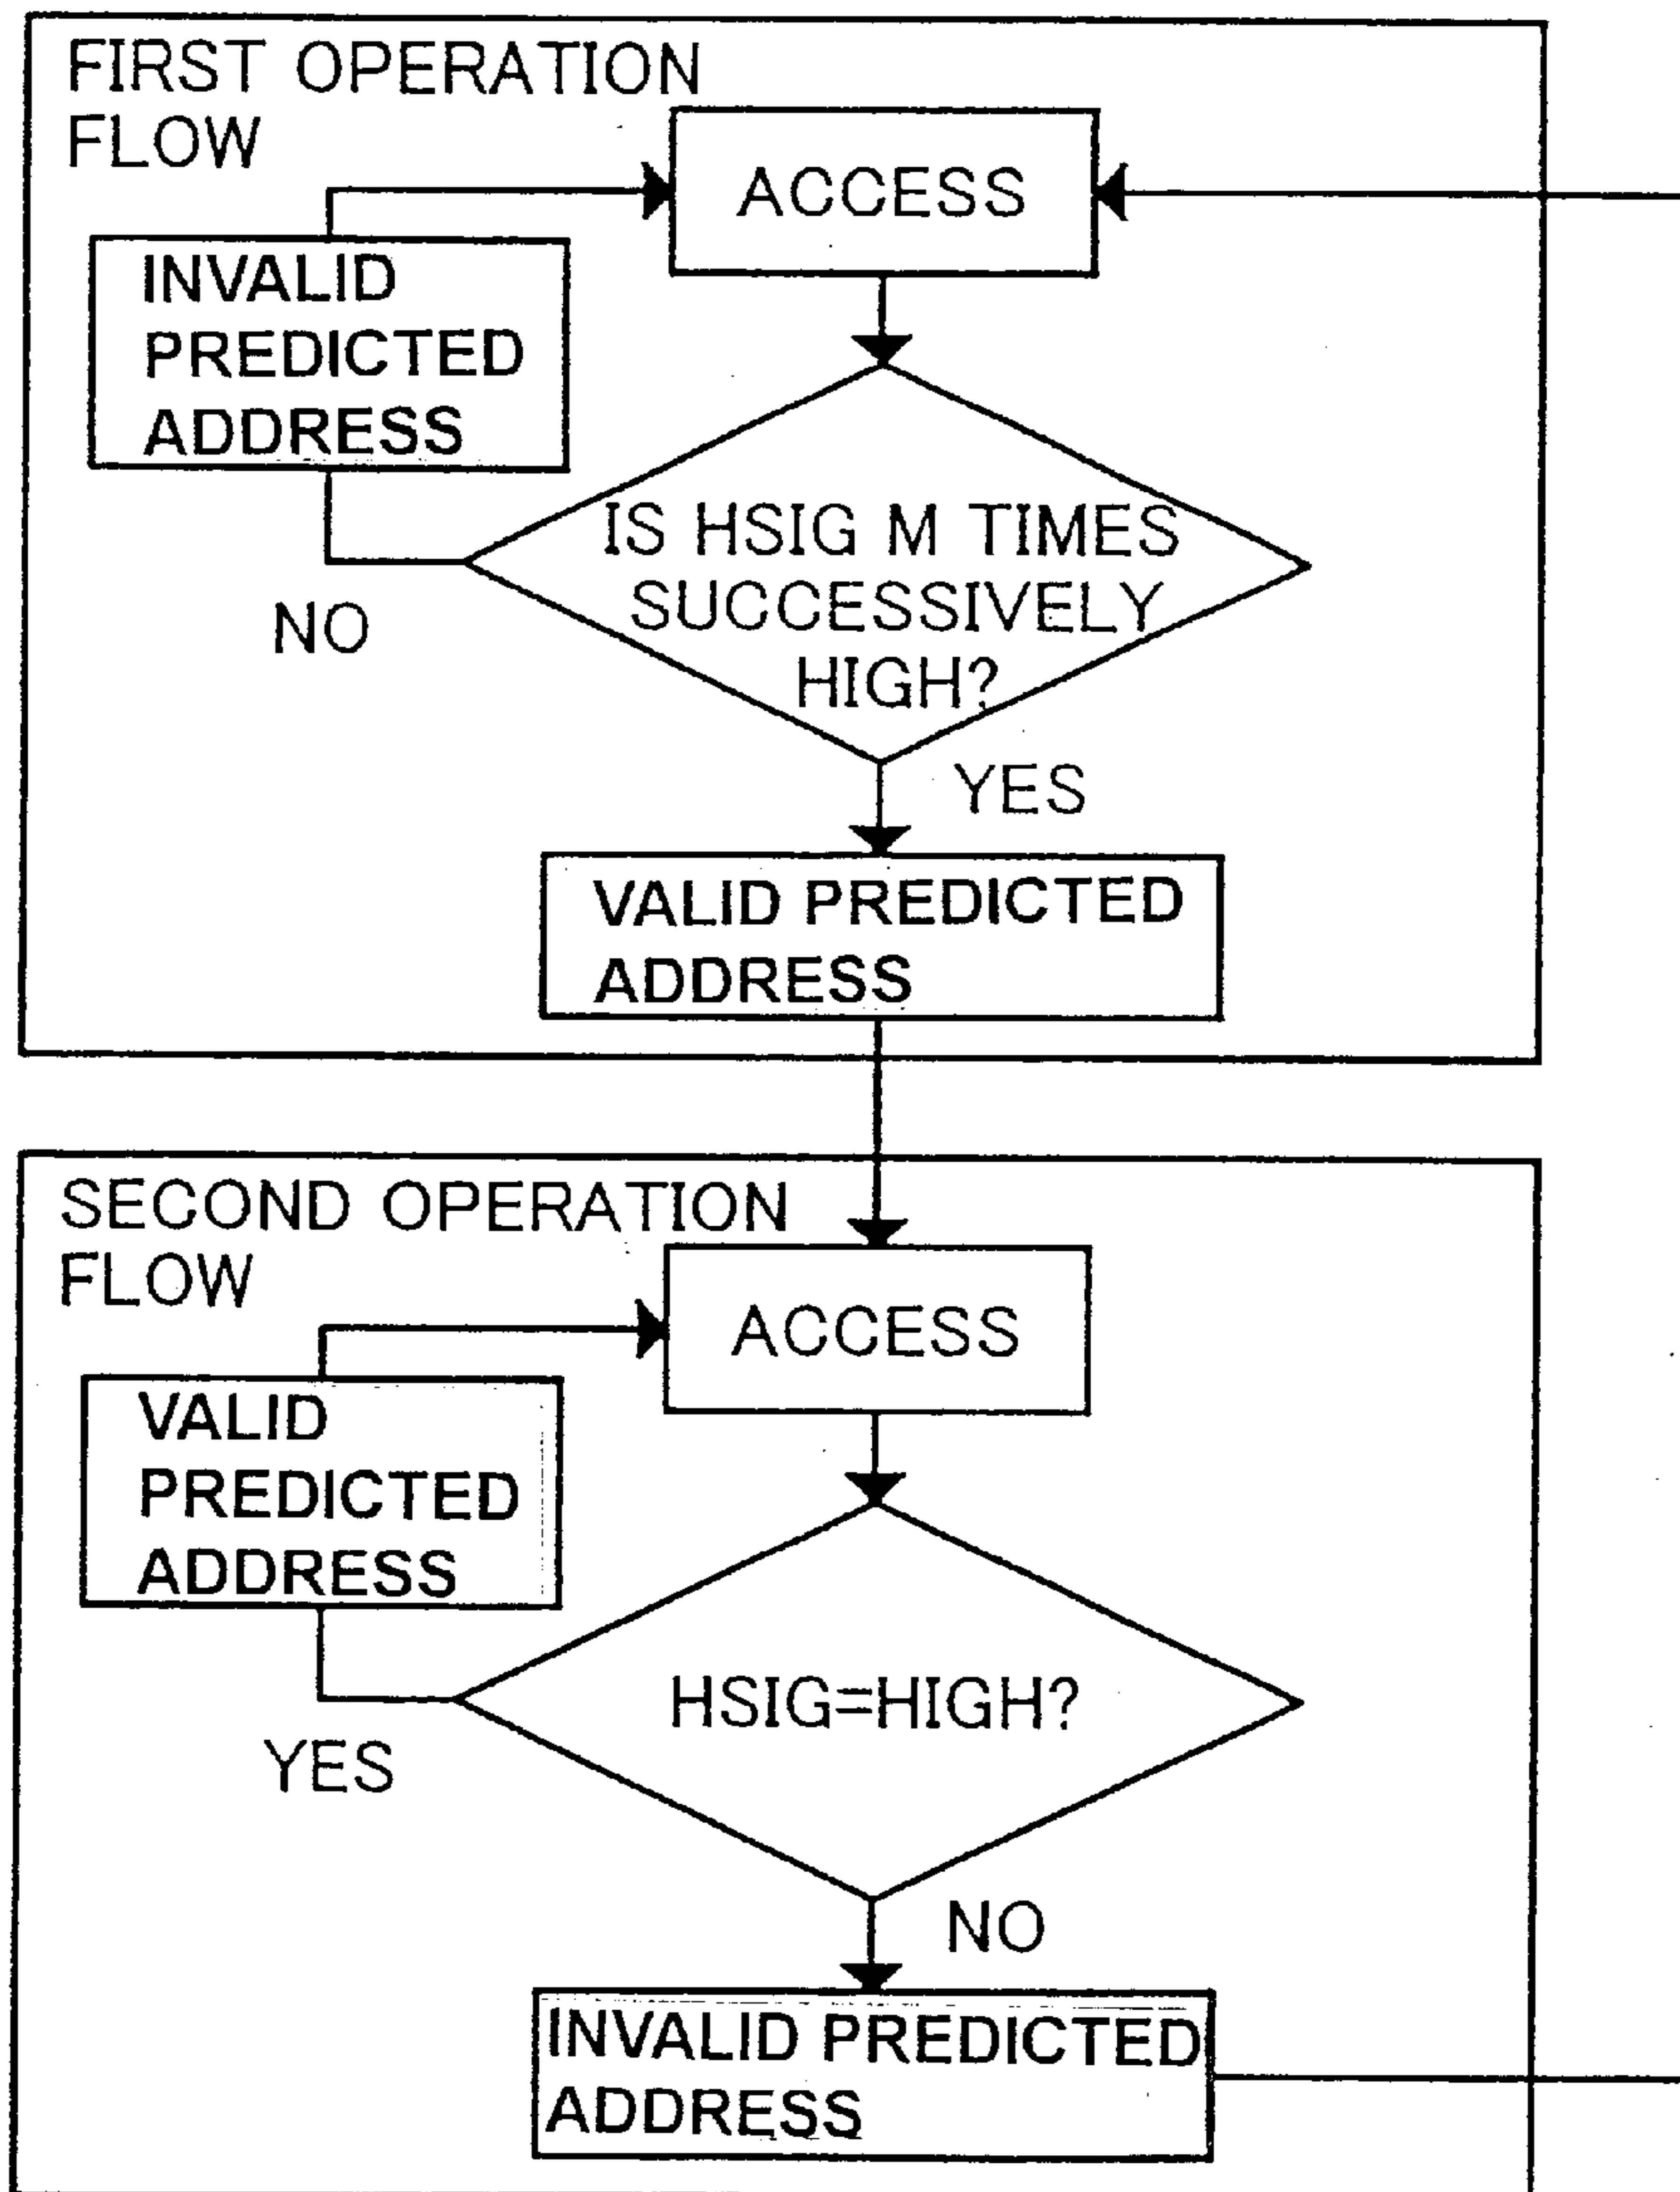 FIRST OPERATION
FLOW
ACCESS
INVALID
PREDICTED
ADDRESS
IS HSIG M TIMES
SUCCESSIVELY
HIGH?
NO
YES
VALID PREDICTED
ADDRESS
SECOND OPERATION
FLOW
ACCESS
VALID
PREDICTED
ADDRESS
HSIG=HIGH?
YES
NO
INVALID PREDICTED
ADDRESS